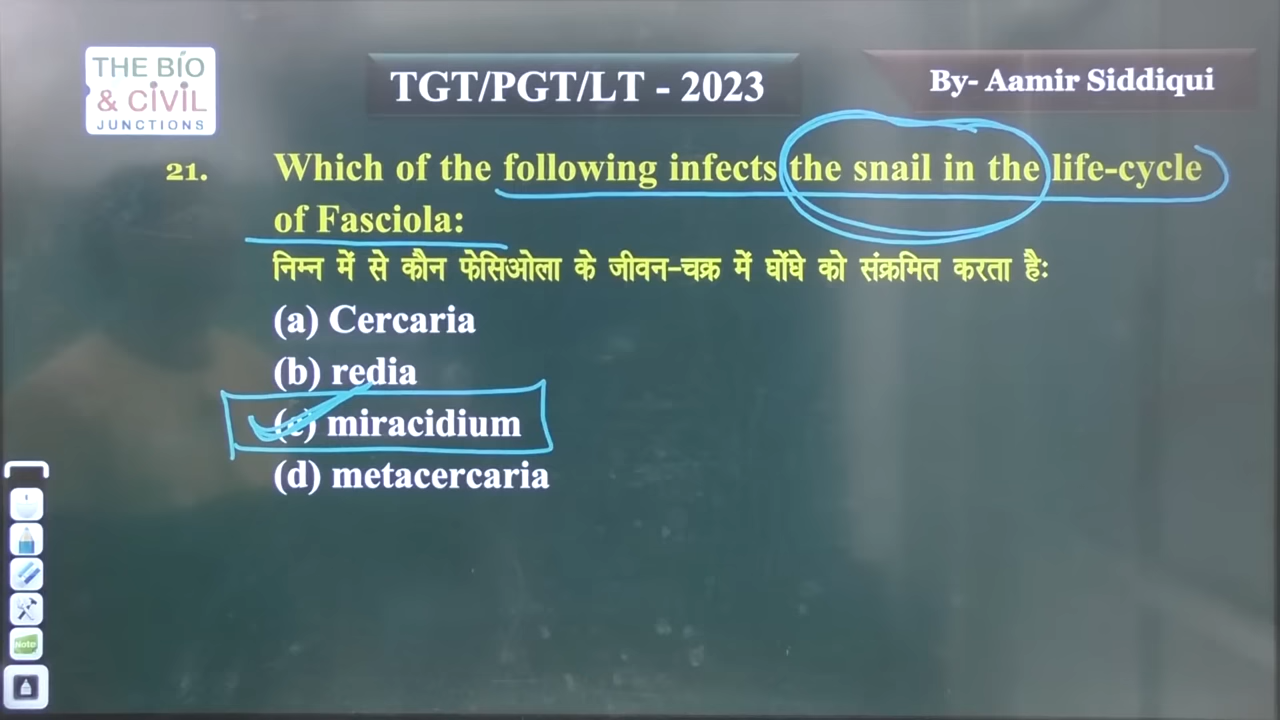 THE BIO
& CIVIL
JUNCTIONS
TGT/PGT/LT - 2023
By- Aamir Siddiqui
21. Which of the following infects the snail in the life-cycle
of Fasciola:
निम्न में से कौन फेसिओला के जीवन-चक्र में घोंघे को संक्रमित करता है:
(a) Cercaria
(b) redia
(c) miracidium
(d) metacercaria
Note